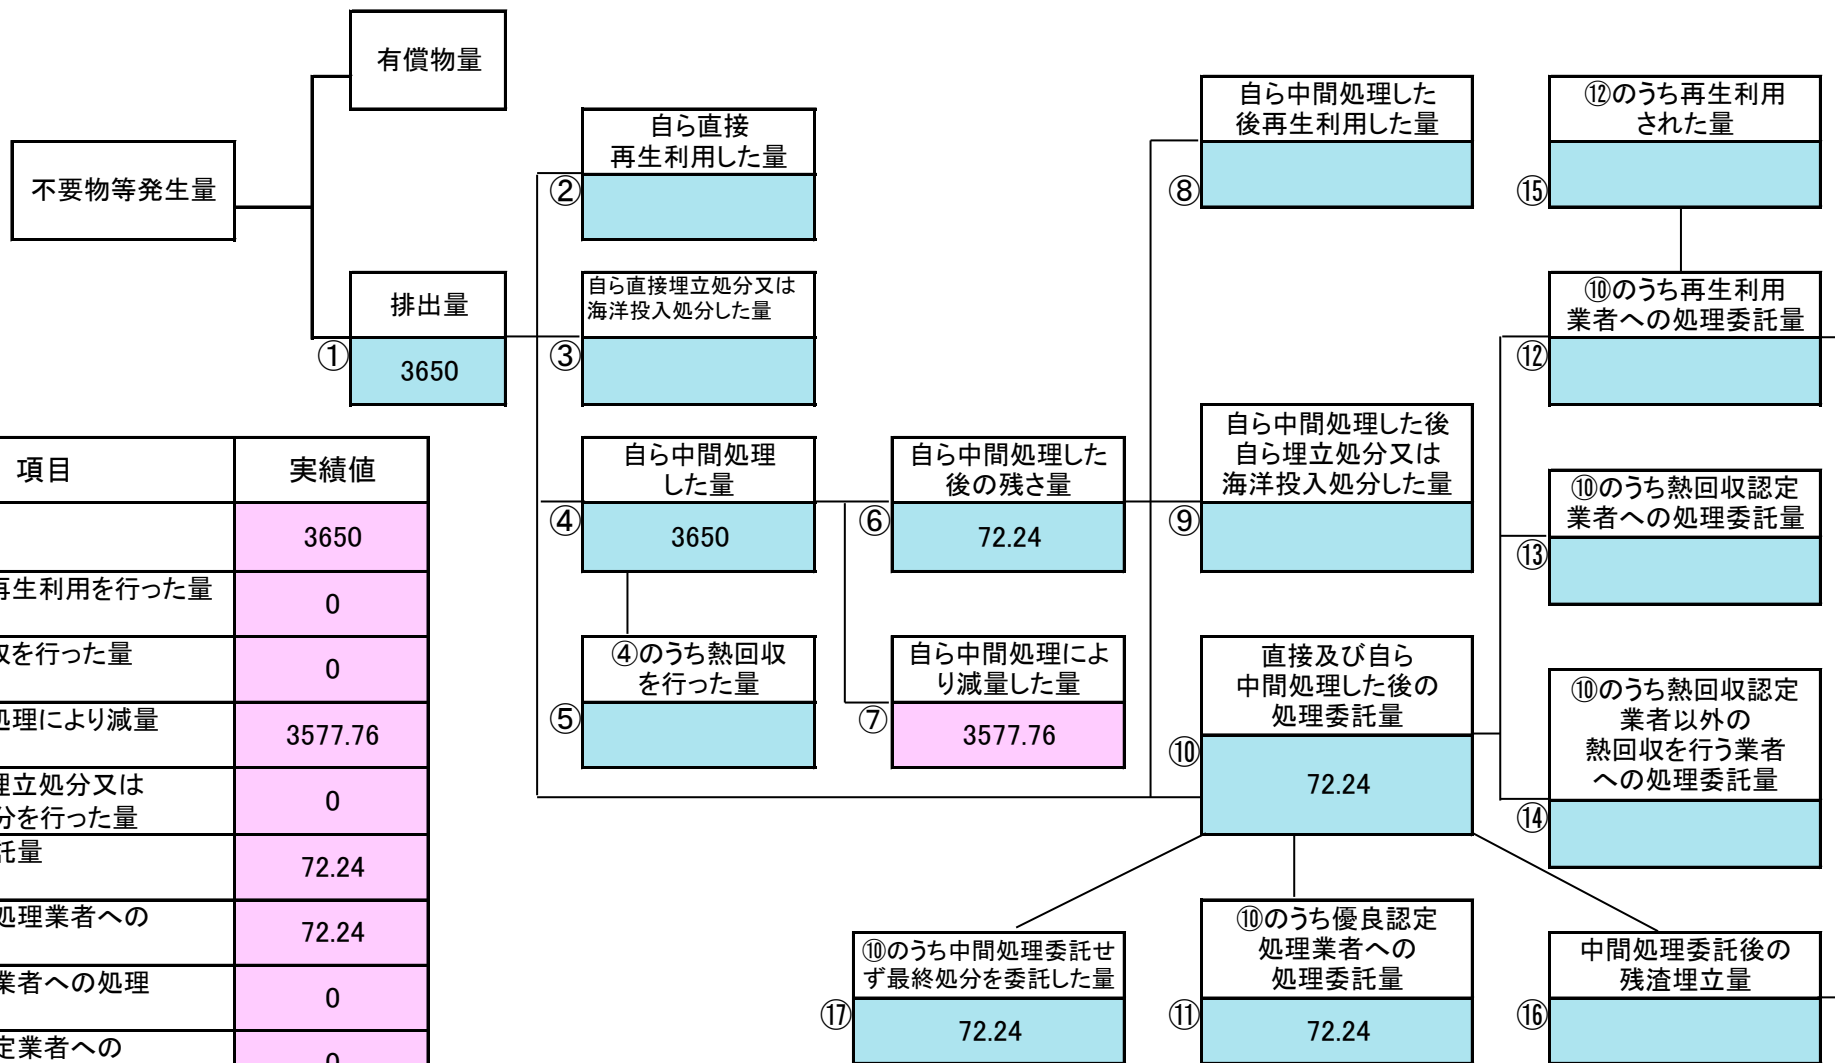 有償物量
不要物等発生量
排出量
①
3650
自ら直接
再生利用した量
②
自ら直接埋立処分又は
海洋投入処分した量
③
自ら中間処理
した量
④
3650
④のうち熱回収
を行った量
⑤
自ら中間処理した
後の残さ量
⑥
72.24
自ら中間処理によ
り減量した量
⑦
3577.76
自ら中間処理した
後再生利用した量
⑧
自ら中間処理した後
自ら埋立処分又は
海洋投入処分した量
⑨
直接及び自ら
中間処理した後の
処理委託量
⑩
72.24
⑫のうち再生利用
された量
⑮
⑩のうち再生利用
業者への処理委託量
⑫
⑩のうち熱回収認定
業者への処理委託量
⑬
⑩のうち熱回収認定
業者以外の
熱回収を行う業者
への処理委託量
⑭
⑩のうち中間処理委託せ
ず最終処分を委託した量
⑰
72.24
⑩のうち優良認定
処理業者への
処理委託量
⑪
72.24
中間処理委託後の
残渣埋立量
⑯
項目 実績値
3650
再生利用を行った量
0
を行った量
0
処理により減量
3577.76
埋立処分又は
分を行った量
0
託量
72.24
処理業者への
72.24
業者への処理
0
定業者への
0